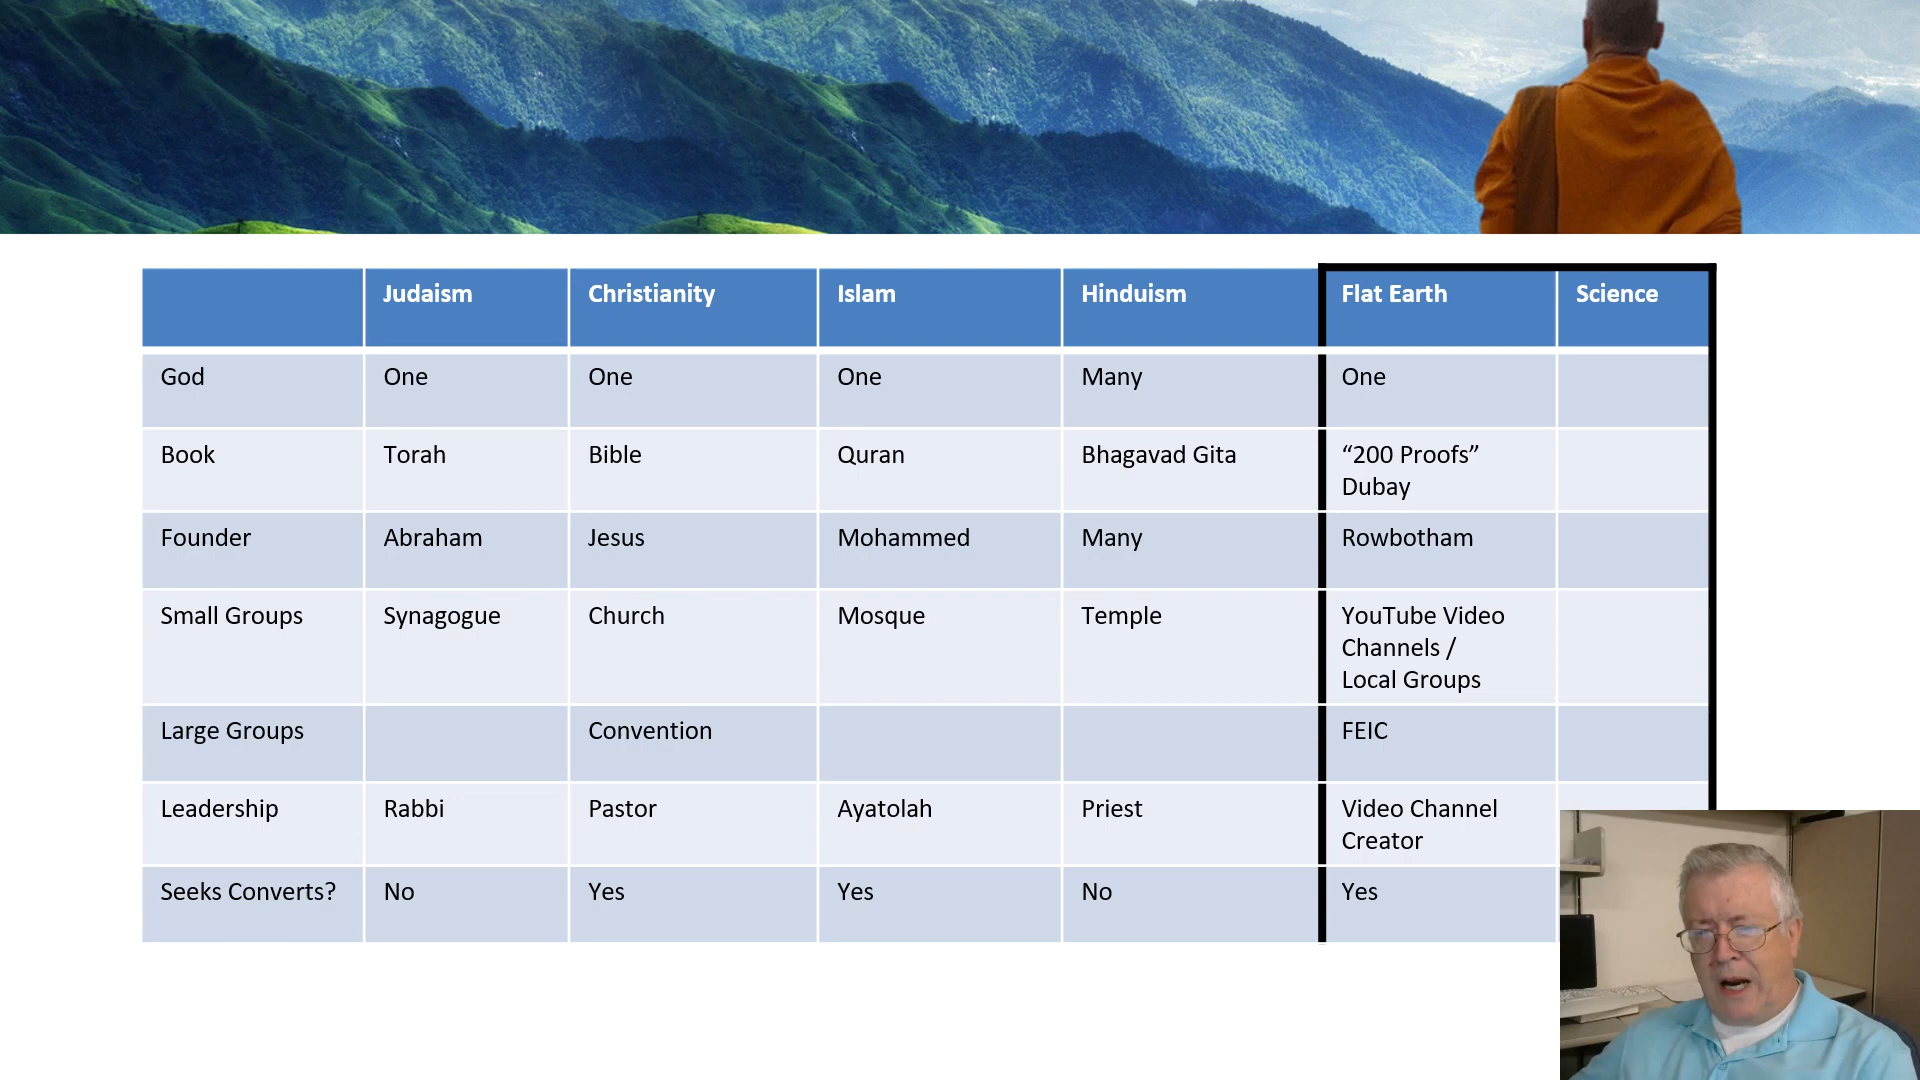 Judaism Christianity Islam Hinduism Flat Earth Science
God One One One Many One
Book Torah Bible Quran Bhagavad Gita “200 Proofs”
Dubay
Founder Abraham Jesus Mohammed Many Rowbotham
Small Groups Synagogue Church Mosque Temple YouTube Video
Channels /
Local Groups
Large Groups Convention FEIC
Leadership Rabbi Pastor Ayatolah Priest Video Channel
Creator
Seeks Converts? No Yes Yes No Yes